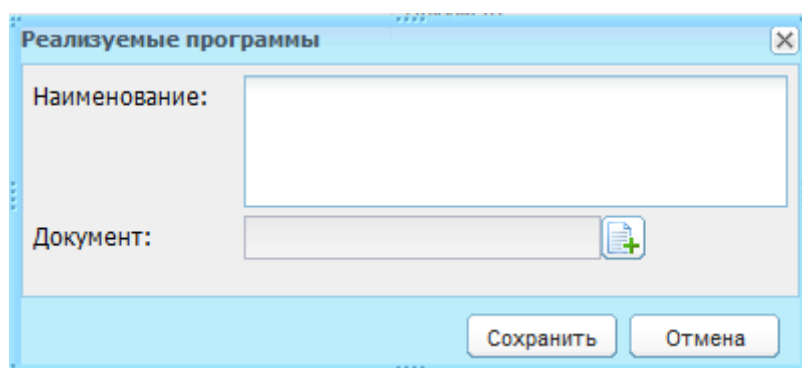 Реализуемые программы
Наименование:
Документ:
Сохранить Отмена